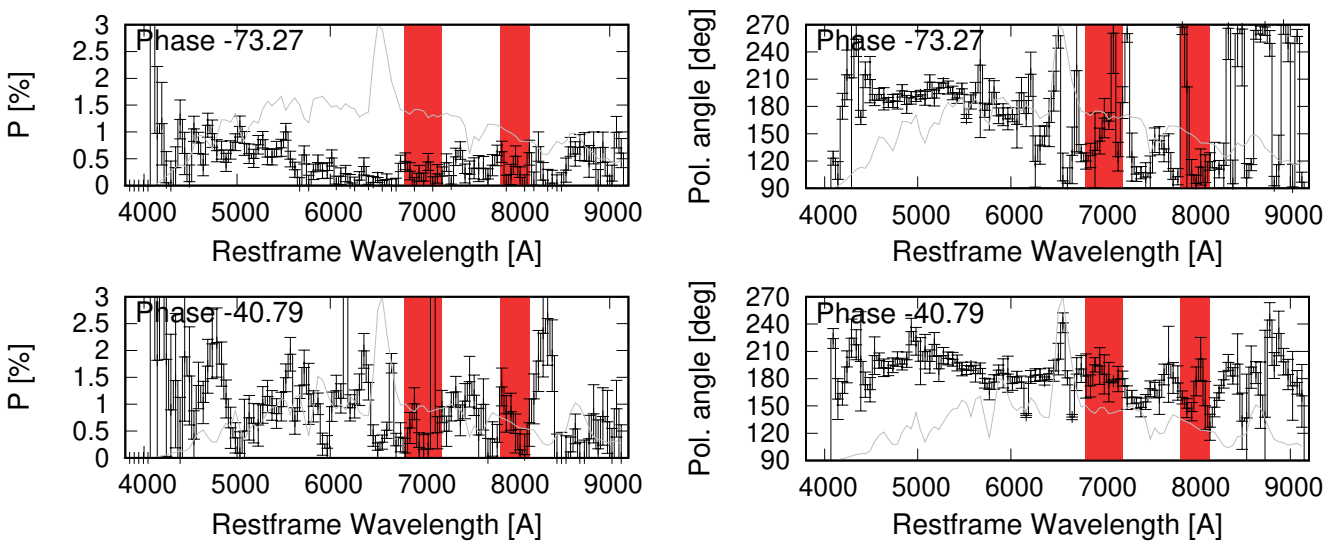 Phase -73.27
P [%]
3
2.5
2
1.5
1
0.5
0
4000 5000 6000 7000 8000 9000
Restframe Wavelength [A]
Phase -73.27
Pol. angle [deg]
270
240
210
180
150
120
90
4000 5000 6000 7000 8000 9000
Restframe Wavelength [A]
Phase -40.79
P [%]
3
2.5
2
1.5
1
0.5
0
4000 5000 6000 7000 8000 9000
Restframe Wavelength [A]
Phase -40.79
Pol. angle [deg]
270
240
210
180
150
120
90
4000 5000 6000 7000 8000 9000
Restframe Wavelength [A]